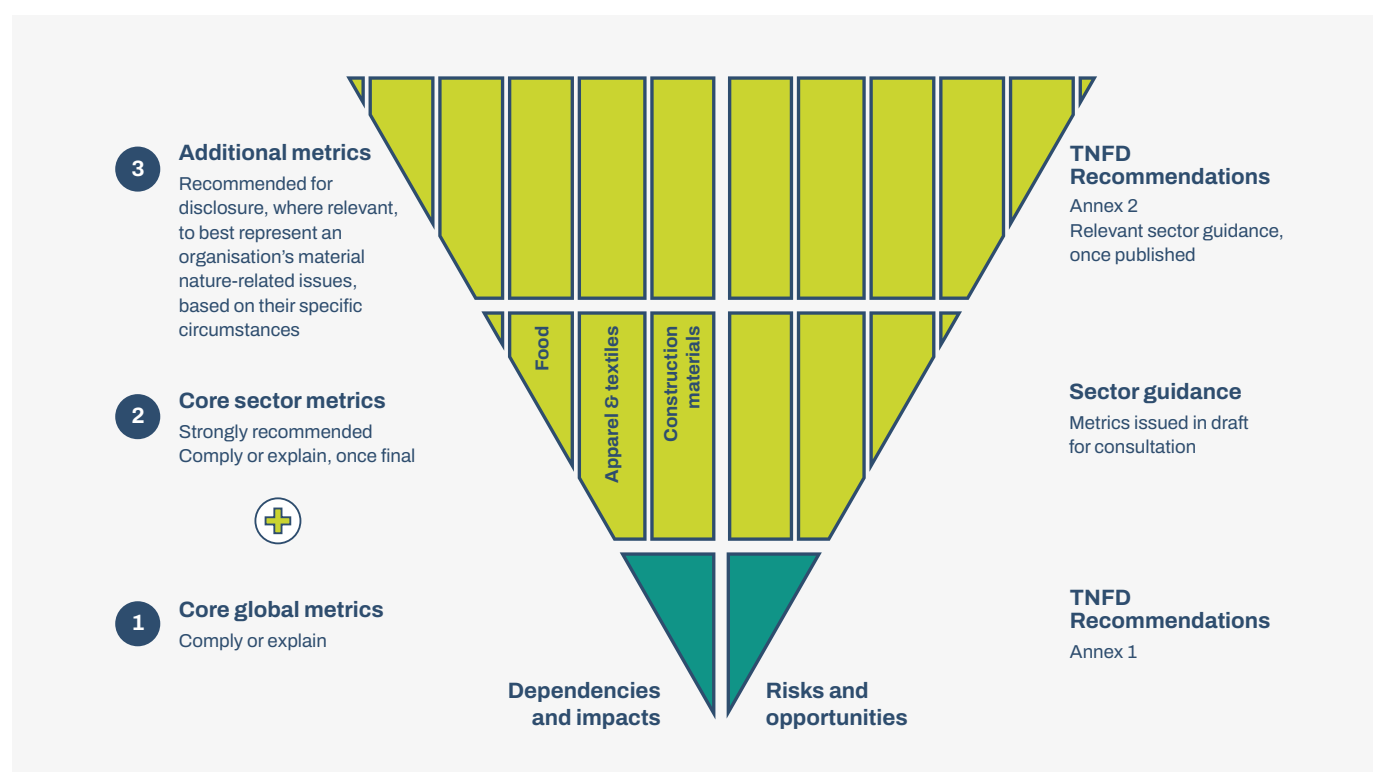 3
Additional metrics
Recommended for
disclosure, where relevant,
to best represent an
organisation’s material
nature-related issues,
based on their specific
circumstances
TNFD
Recommendations
Annex 2
Relevant sector guidance,
once published
Food
Apparel & textiles
Construction
materials
2
Core sector metrics
Strongly recommended
Comply or explain, once final
Sector guidance
Metrics issued in draft
for consultation
1
Core global metrics
Comply or explain
TNFD
Recommendations
Annex 1
Dependencies
and impacts
Risks and
opportunities